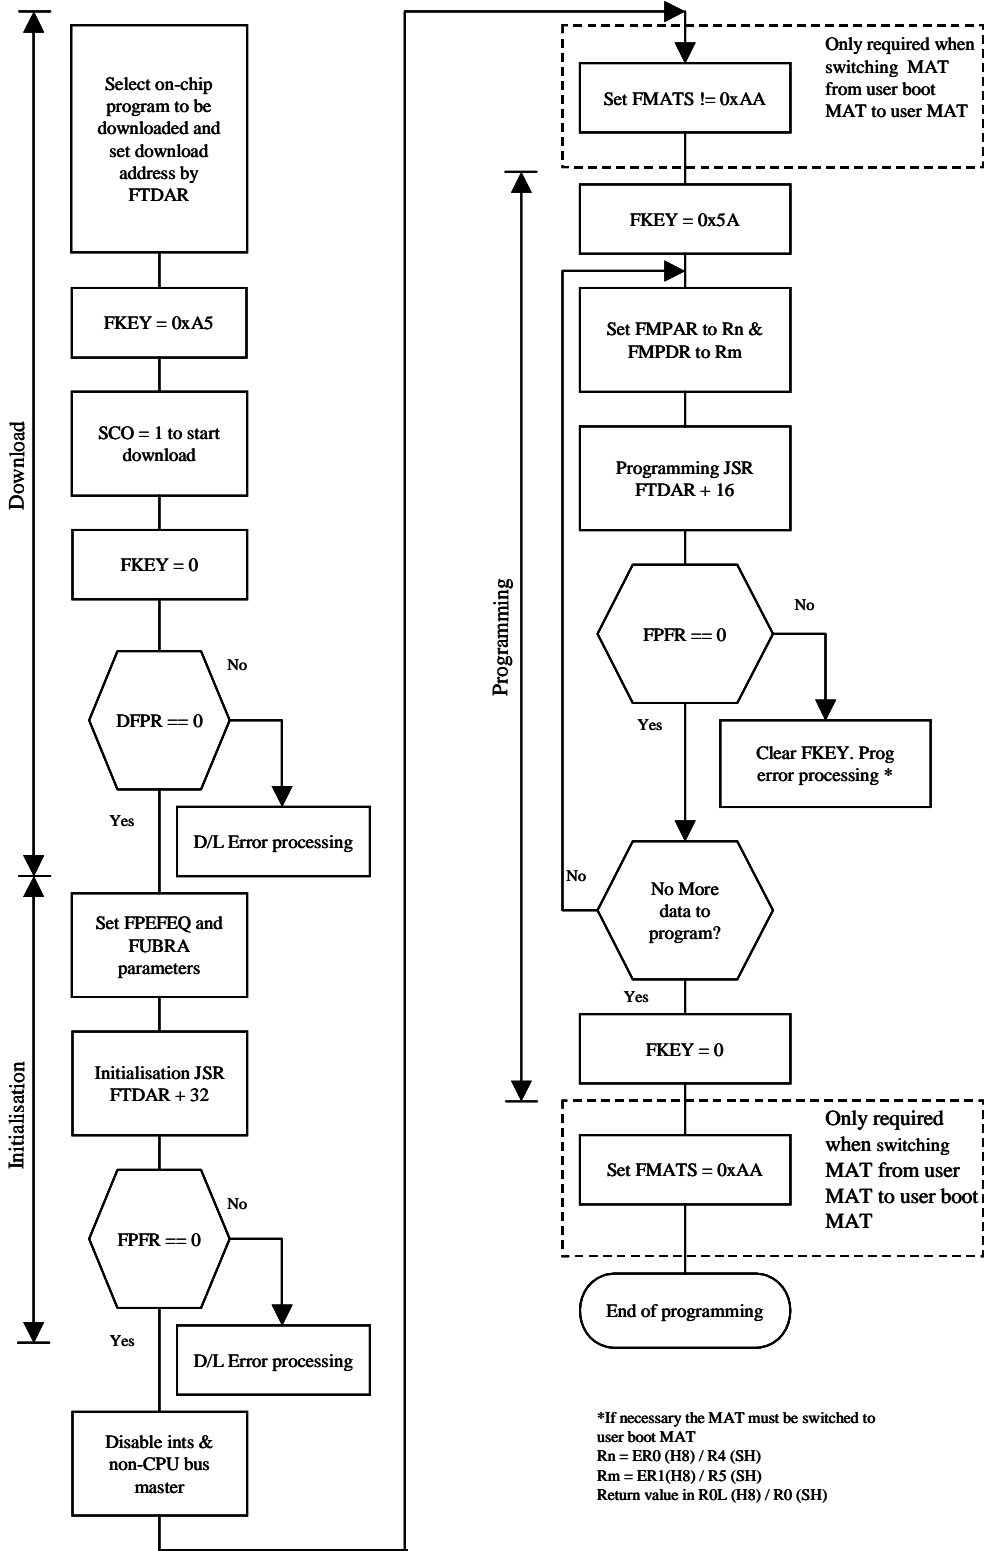 Download
Select on-chip
program to be
downloaded and
set download
address by
FTDAR
FKEY = 0xA5
SCO = 1 to start
download
FKEY = 0
DFPR == 0
No
Yes
D/L Error processing
Initialisation
Set FPEFEQ and
FUBRA
parameters
Initialisation JSR
FTDAR + 32
FPFR == 0
No
Yes
D/L Error processing
Disable ints &
non-CPU bus
master
Set FMATS != 0xAA
Only required when
switching MAT
from user boot
MAT to user MAT
Programming
FKEY = 0x5A
Set FMPAR to Rn &
FMPDR to Rm
Programming JSR
FTDAR + 16
FPFR == 0
No
Yes
Clear FKEY. Prog
error processing *
No More
data to
program?
No
Yes
FKEY = 0
Set FMATS = 0xAA
Only required
when switching
MAT from user
MAT to user boot
MAT
End of programming
*If necessary the MAT must be switched to
user boot MAT
Rn = ER0 (H8) / R4 (SH)
Rm = ER1(H8) / R5 (SH)
Return value in R0L (H8) / R0 (SH)